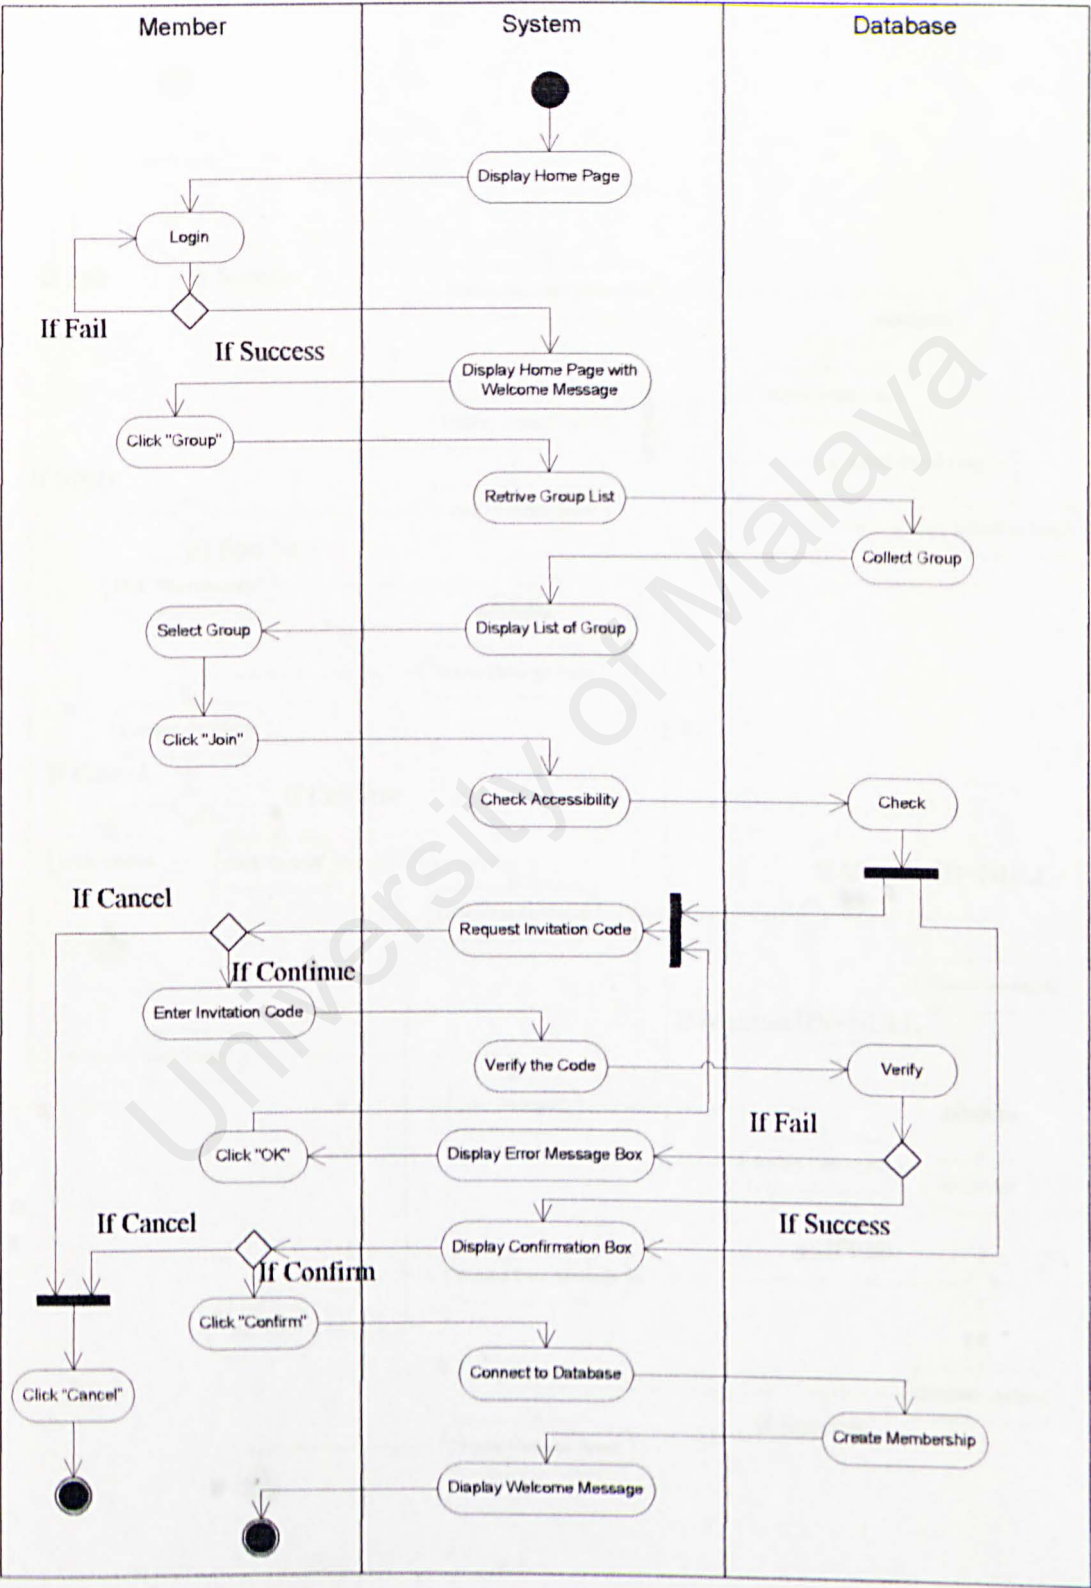 Member
System
Database
Display Home Page
Login
If Fail
If Success
Display Home Page with
Welcome Message
Click "Group"
Retrive Group List
Collect Group
Display List of Group
Select Group
Click "Join"
Check Accessibility
Check
If Cancel
Request Invitation Code
If Continue
Enter Invitation Code
Verify the Code
Verify
If Fail
Click "OK"
Display Error Message Box
If Success
If Cancel
Display Confirmation Box
If Confirm
Click "Confirm"
Connect to Database
Click "Cancel"
Create Membership
Diaplay Welcome Message
University of Malaya